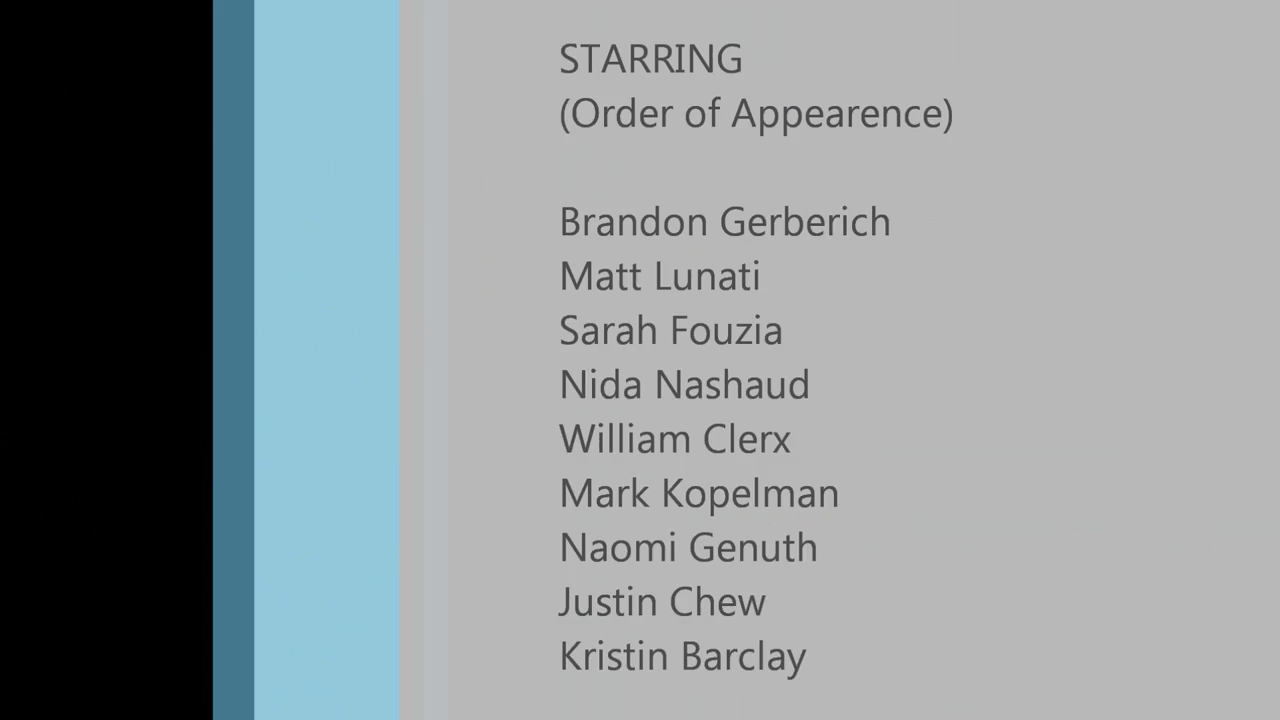 STARRING
(Order of Appearence)
Brandon Gerberich
Matt Lunati
Sarah Fouzia
Nida Nashaud
William Clerx
Mark Kopelman
Naomi Genuth
Justin Chew
Kristin Barclay